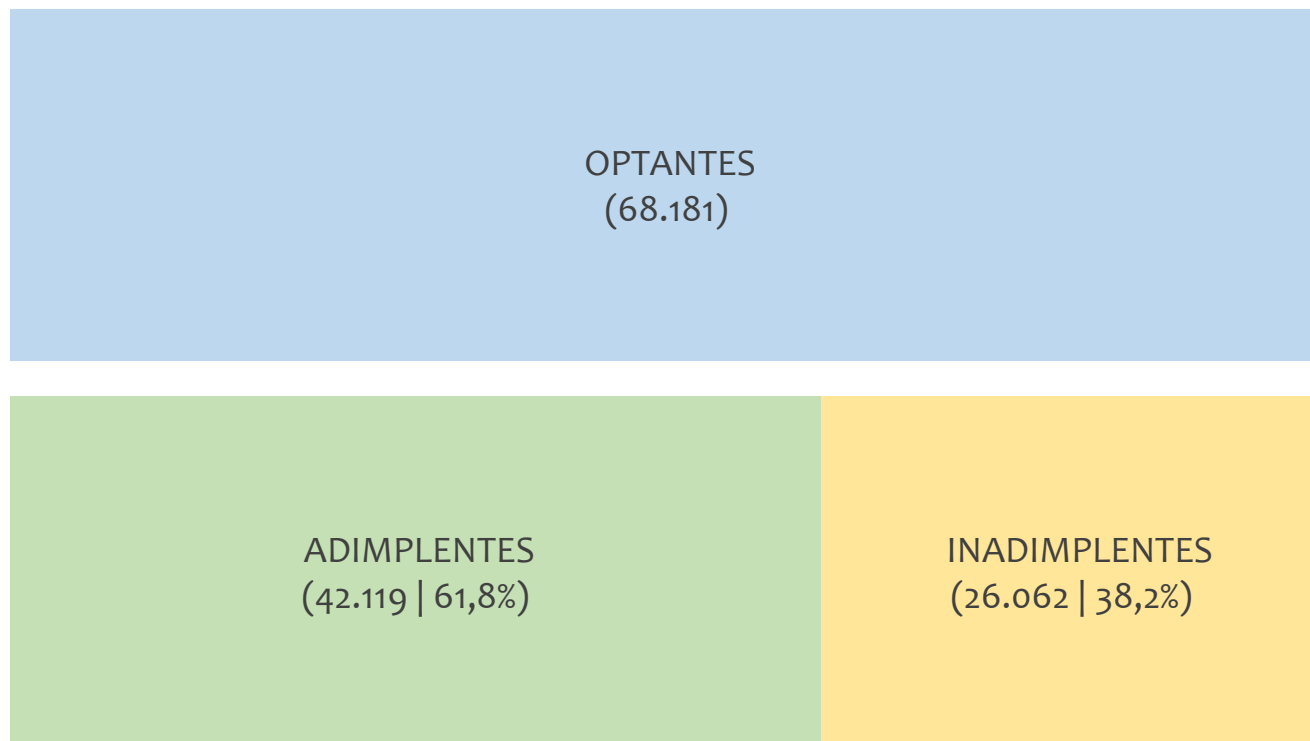 OPTANTES
(68.181)
ADIMPLENTES
(42.119 | 61,8%)
INADIMPLENTES
(26.062 | 38,2%)